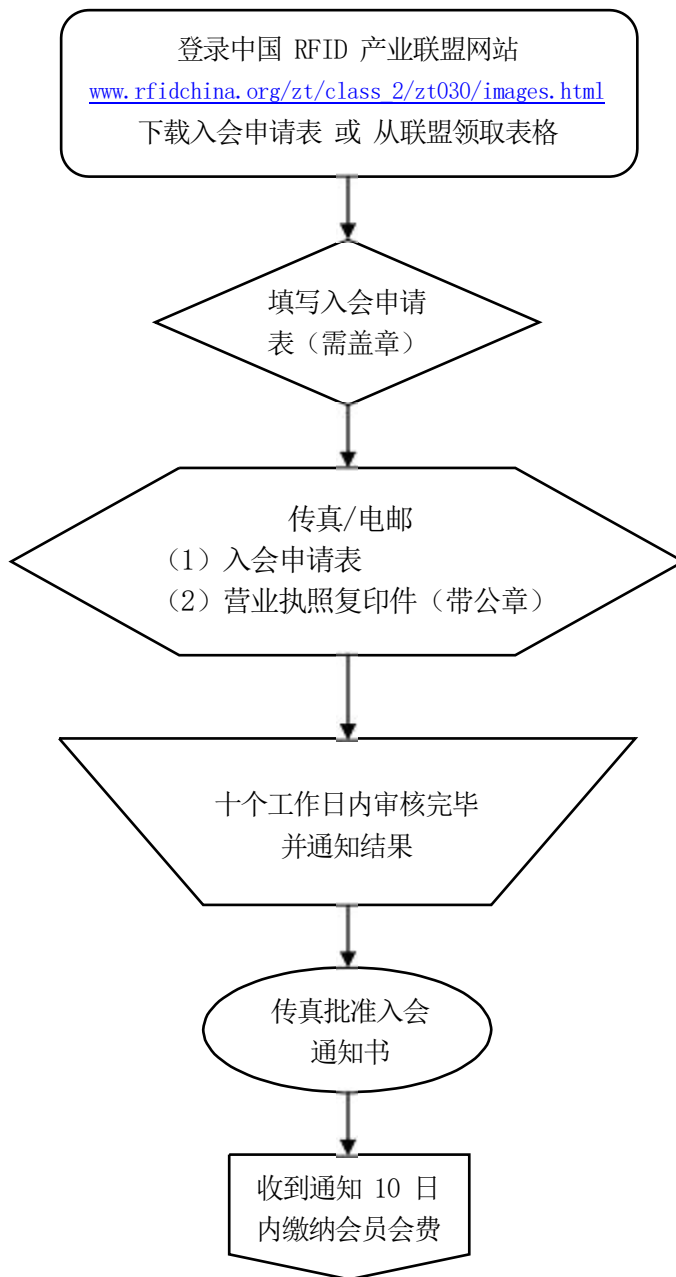 登录中国 RFID 产业联盟网站
www.rfidchina.org/zt/class_2/zt030/images.html
下载入会申请表 或 从联盟领取表格
填写入会申请
表（需盖章）
传真/电邮
（1）入会申请表
（2）营业执照复印件（带公章）
十个工作日内审核完毕
并通知结果
传真批准入会
通知书
收到通知 10 日
内缴纳会员会费